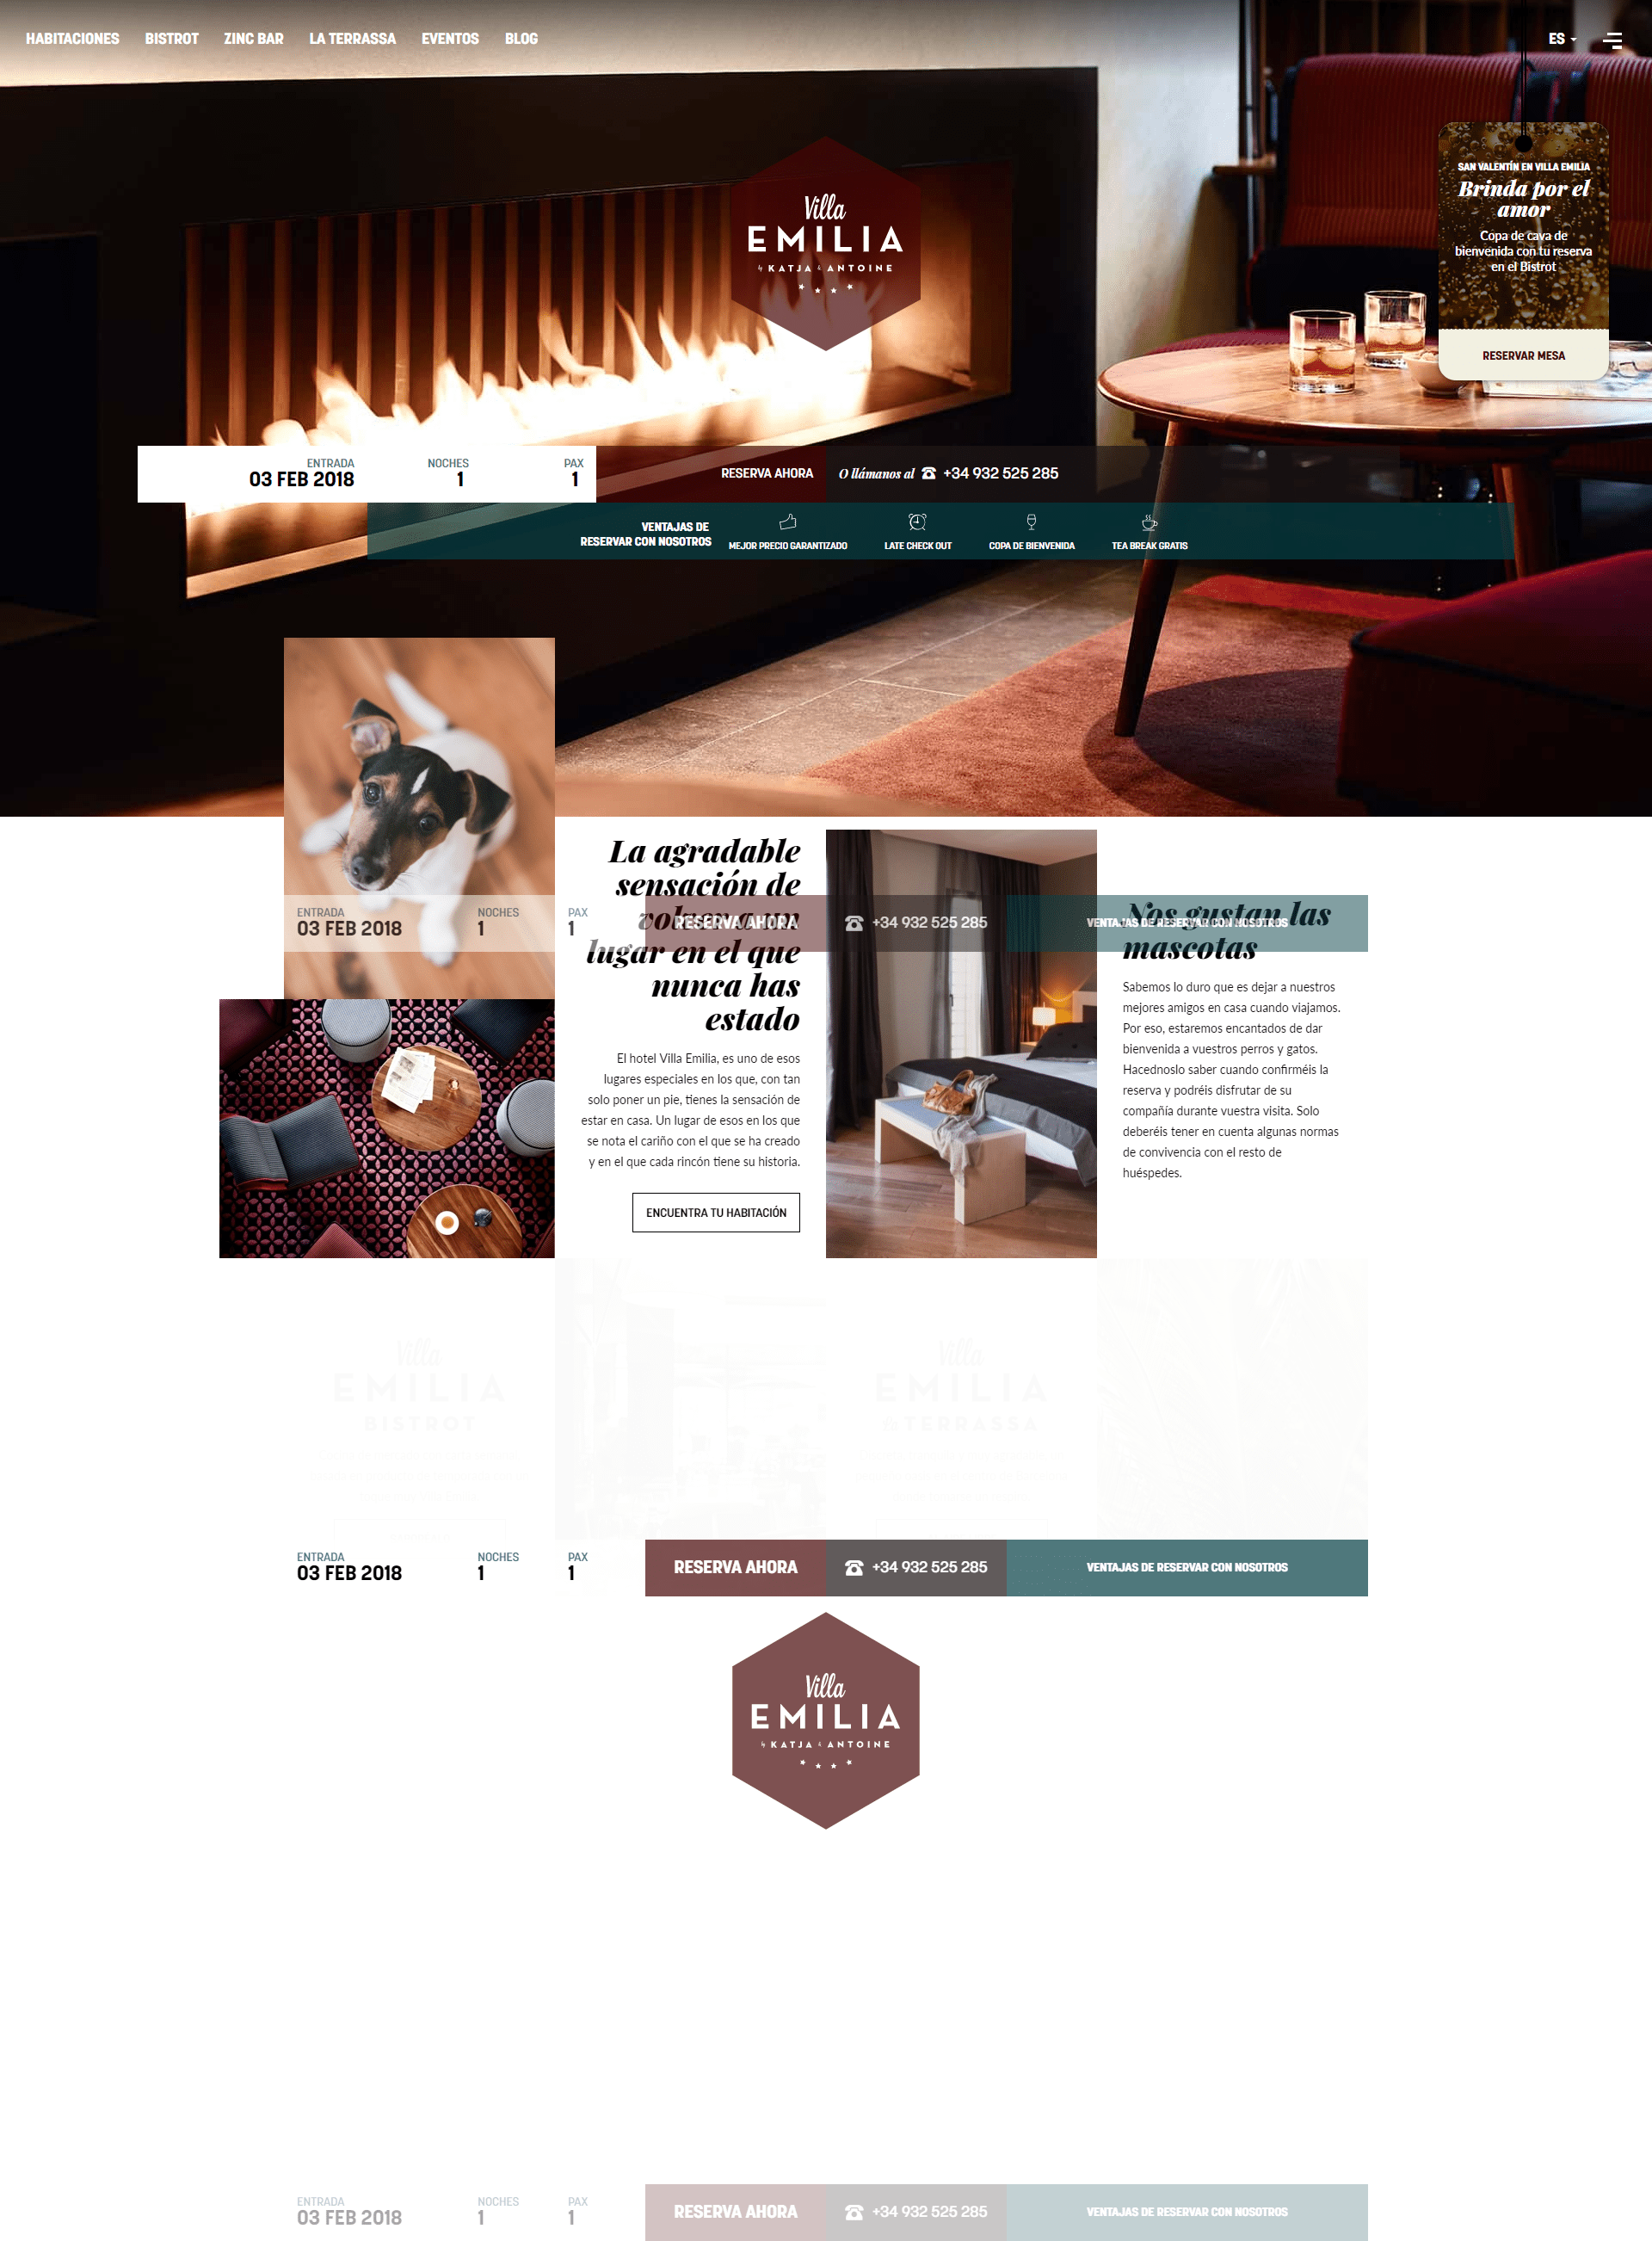 HABITACIONES BISTROT ZINC BAR LA TERRASSA EVENTOS BLOG ES
SAN VALENTÍN EN VILLA EMILIA
Brinda por el
amor
Copa de cava de
bienvenida con tu reserva
en el Bistrot
RESERVAR MESA
Villa
EMILIA
by KATJA & ANTOINE
ENTRADA NOCHES PAX
03 FEB 2018 1 1
RESERVA AHORA O llámanos al +34 932 525 285
VENTAJAS DE
RESERVAR CON NOSOTROS
MEJOR PRECIO GARANTIZADO LATE CHECK OUT COPA DE BIENVENIDA TEA BREAK GRATIS
La agradable
sensación de
volver a un
lugar en el que
nunca has
estado
El hotel Villa Emilia, es uno de esos
lugares especiales en los que, con tan
solo poner un pie, tienes la sensación de
estar en casa. Un lugar de esos en los que
se nota el cariño con el que se ha creado
y en el que cada rincón tiene su historia.
ENCUENTRA TU HABITACIÓN
Nos gustan las
mascotas
Sabemos lo duro que es dejar a nuestros
mejores amigos en casa cuando viajamos.
Por eso, estaremos encantados de dar
bienvenida a vuestros perros y gatos.
Hacednoslo saber cuando confirméis la
reserva y podréis disfrutar de su
compañía durante vuestra visita. Solo
deberéis tener en cuenta algunas normas
de convivencia con el resto de
huéspedes.
ENTRADA NOCHES PAX
03 FEB 2018 1 1
RESERVA AHORA +34 932 525 285 VENTAJAS DE RESERVAR CON NOSOTROS
Villa
EMILIA
BISTROT
Villa
EMILIA
TERRASSA
ENTRADA NOCHES PAX
03 FEB 2018 1 1
RESERVA AHORA +34 932 525 285 VENTAJAS DE RESERVAR CON NOSOTROS
Villa
EMILIA
by KATJA & ANTOINE
ENTRADA NOCHES PAX
03 FEB 2018 1 1
RESERVA AHORA +34 932 525 285 VENTAJAS DE RESERVAR CON NOSOTROS